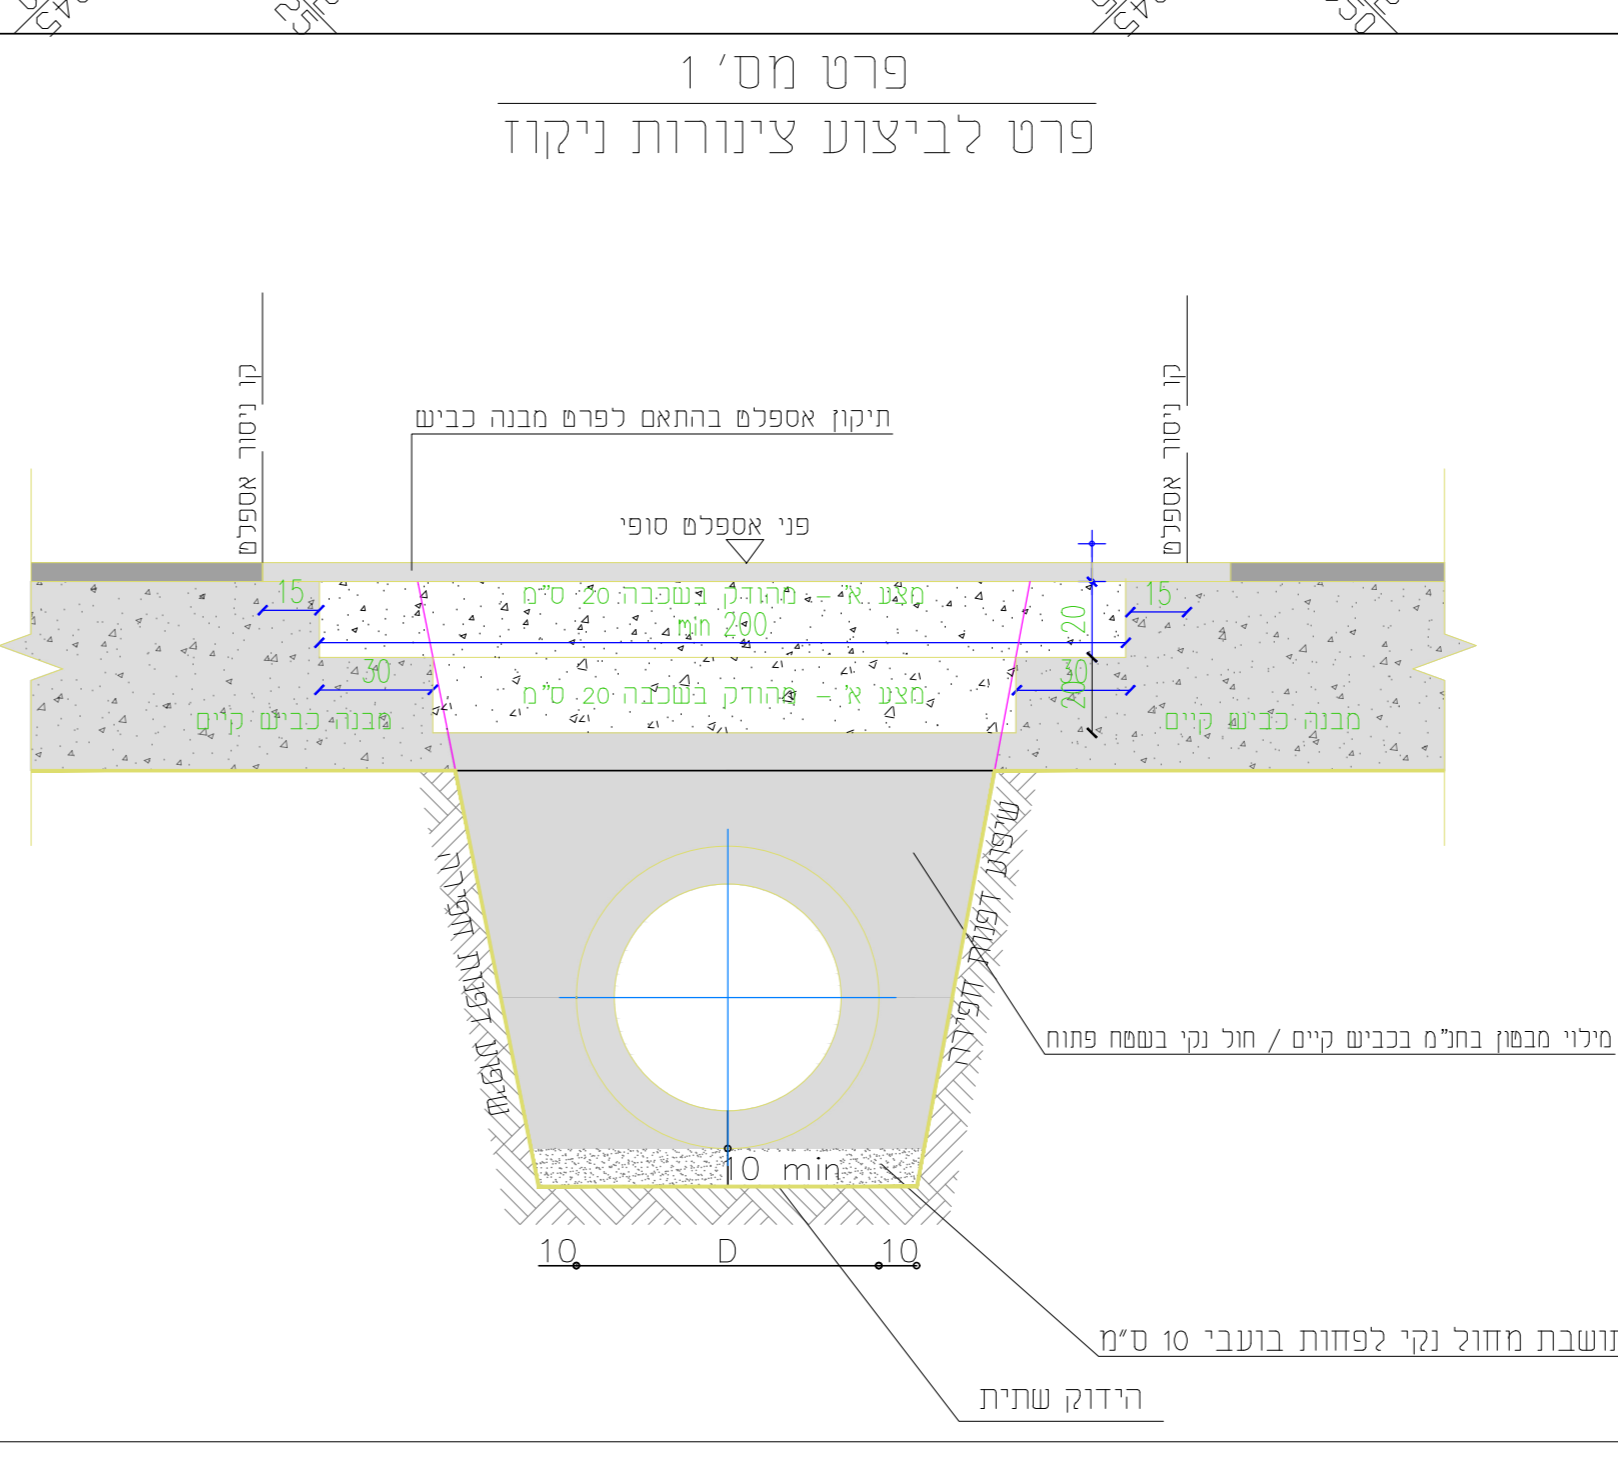 פרט מס' 1
פרט לביצוע צינורות ניקוז
קו ניסור אספלט
קו ניסור אספלט
תיקון אספלט בהתאם לפרט מבנה כביש
פני אספלט סופי
15
מצע א' – מהודק בשכבה 20 ס"מ
15
min 200
20
30
מצע א' – מהודק בשכבה 20 ס"מ
30
20
מבנה כביש קיים
מבנה כביש קיים
שיפוע דפנות חפירה
שיפוע דפנות חפירה
מילוי מבטון בחנ"מ בכביש קיים / חול נקי בשטח פתוח
10 min
10 D 10
תושבת מחול נקי לפחות בועבי 10 ס"מ
הידוק שתית